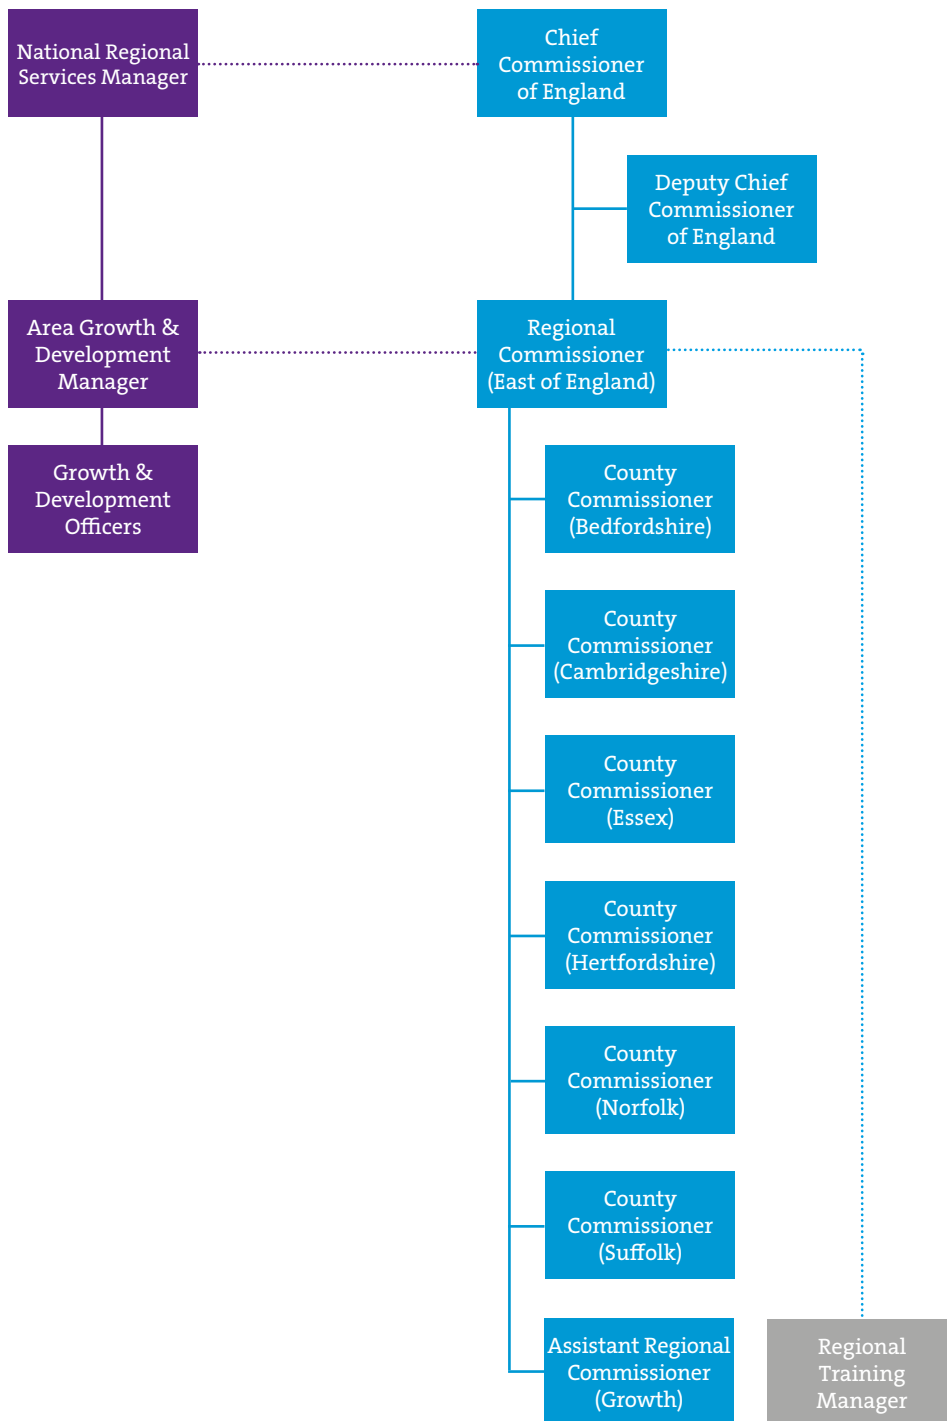 National Regional
Services Manager
Chief
Commissioner
of England
Deputy Chief
Commissioner
of England
Area Growth &
Development
Manager
Regional
Commissioner
(East of England)
Growth &
Development
Officers
County
Commissioner
(Bedfordshire)
County
Commissioner
(Cambridgeshire)
County
Commissioner
(Essex)
County
Commissioner
(Hertfordshire)
County
Commissioner
(Norfolk)
County
Commissioner
(Suffolk)
Assistant Regional
Commissioner
(Growth)
Regional
Training
Manager